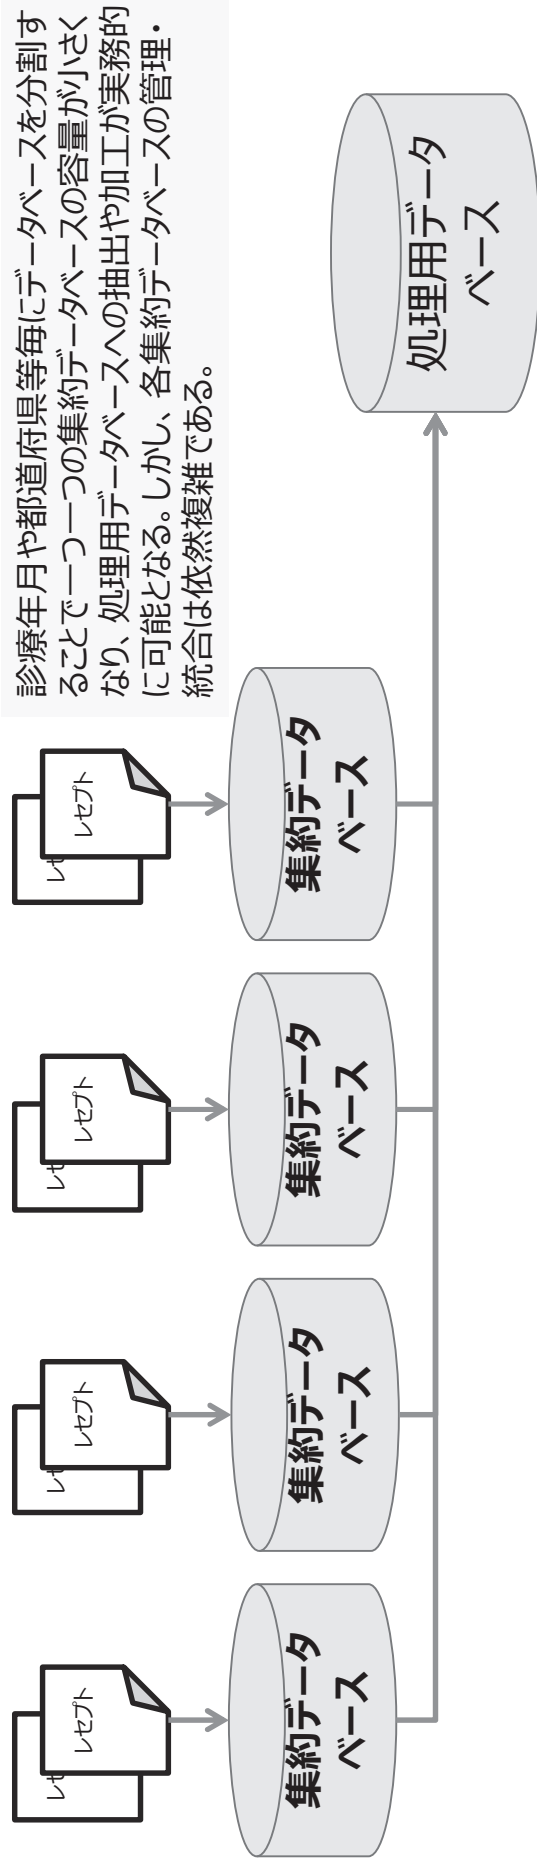 診療年月や都道府県等毎にデータベースを分割す
ることで一つ一つの集約データベースの容量が小さく
なり、処理用データベースへの抽出や加工が実務的
に可能となる。しかし、各集約データベースの管理・
統合は依然複雑である。
レセ
レセプト
集約データ
ベース
レセ
レセプト
集約データ
ベース
レセ
レセプト
集約データ
ベース
レセ
レセプト
集約データ
ベース
処理用データ
ベース